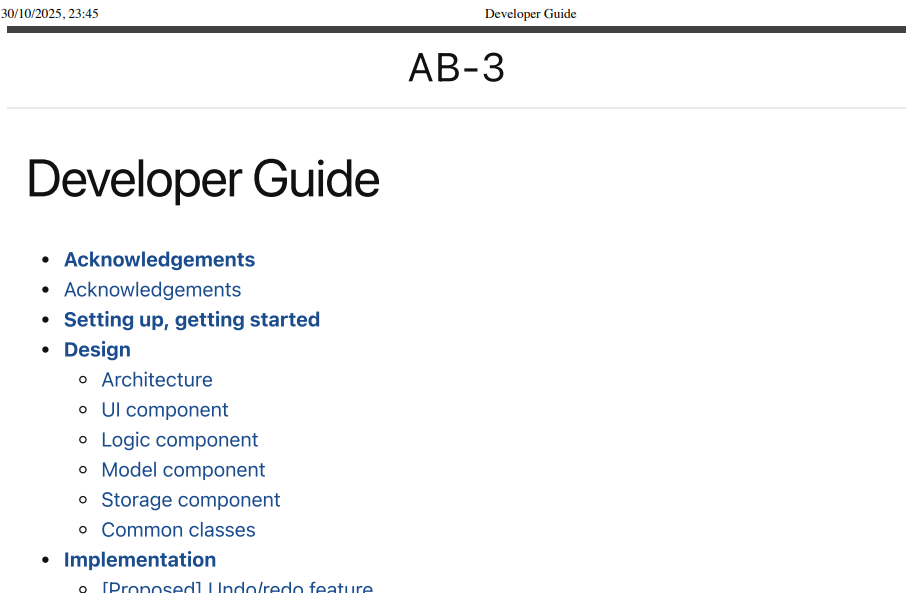 30/10/2025, 23:45 Developer Guide
AB-3
Developer Guide
Acknowledgements
Acknowledgements
Setting up, getting started
Design
Architecture
UI component
Logic component
Model component
Storage component
Common classes
Implementation
[Proposed] Undo/redo feature